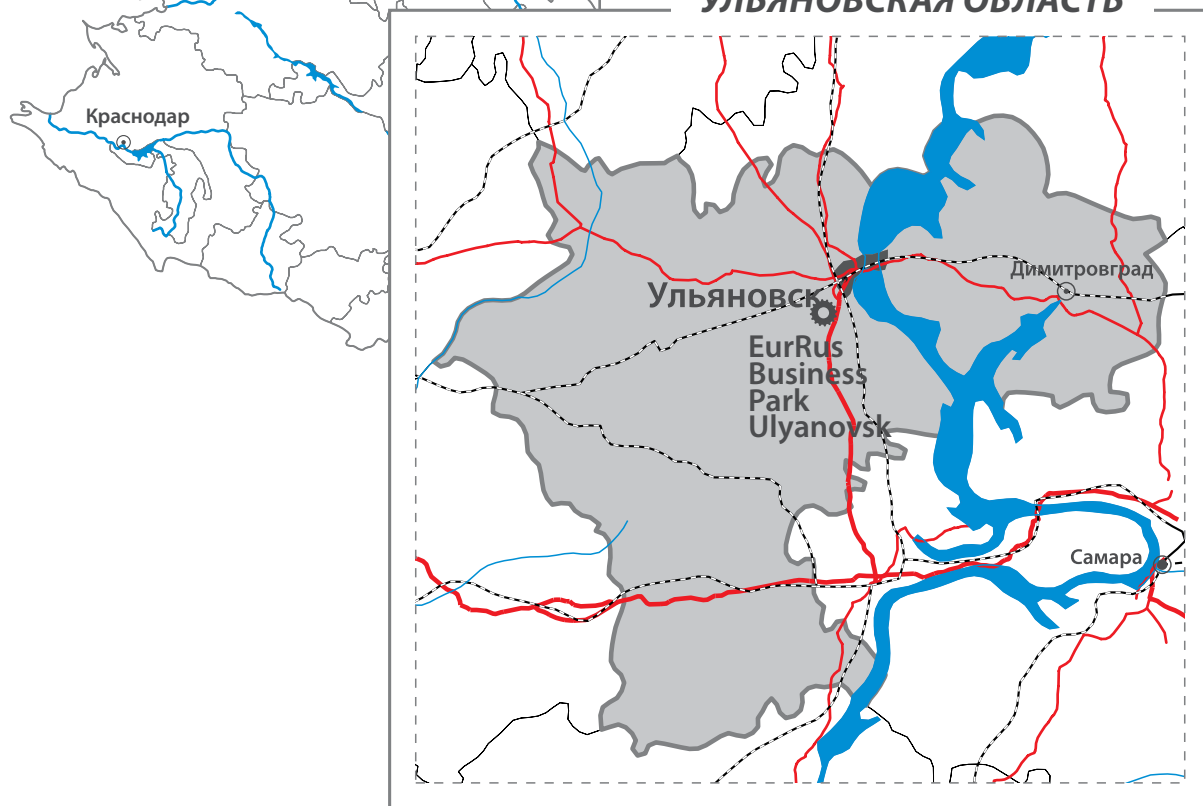 УЛЬЯНОВСКАЯ ОБЛАСТЬ
Краснодар
Димитровград
Ульяновск
EurRus
Business
Park
Ulyanovsk
Самара